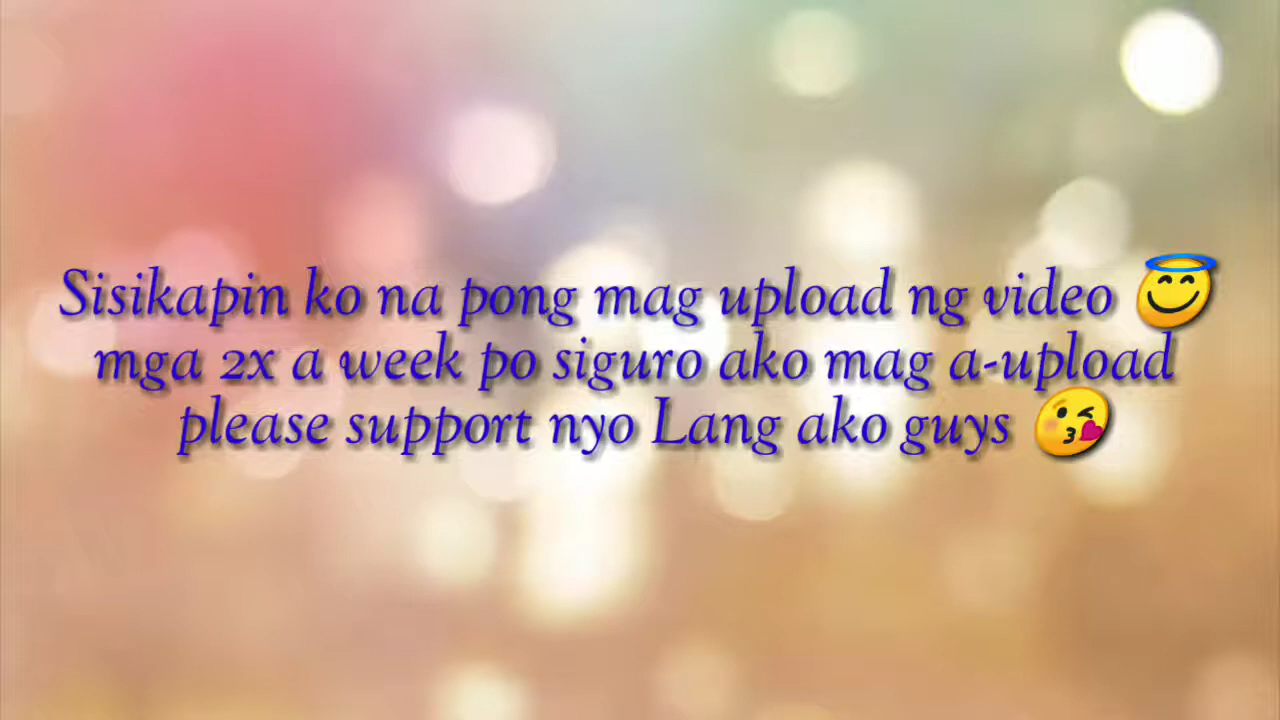 Sisikapin ko na pong mag upload ng video 😇
mga 2x a week po siguro ako mag a-upload
please support nyo Lang ako guys 😘